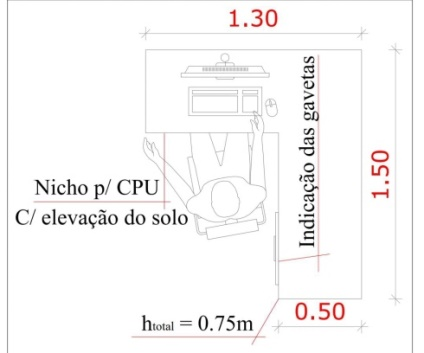 1.30
Indicação das gavetas
1.50
Nicho p/ CPU
C/ elevação do solo
0.50
htotal = 0.75m